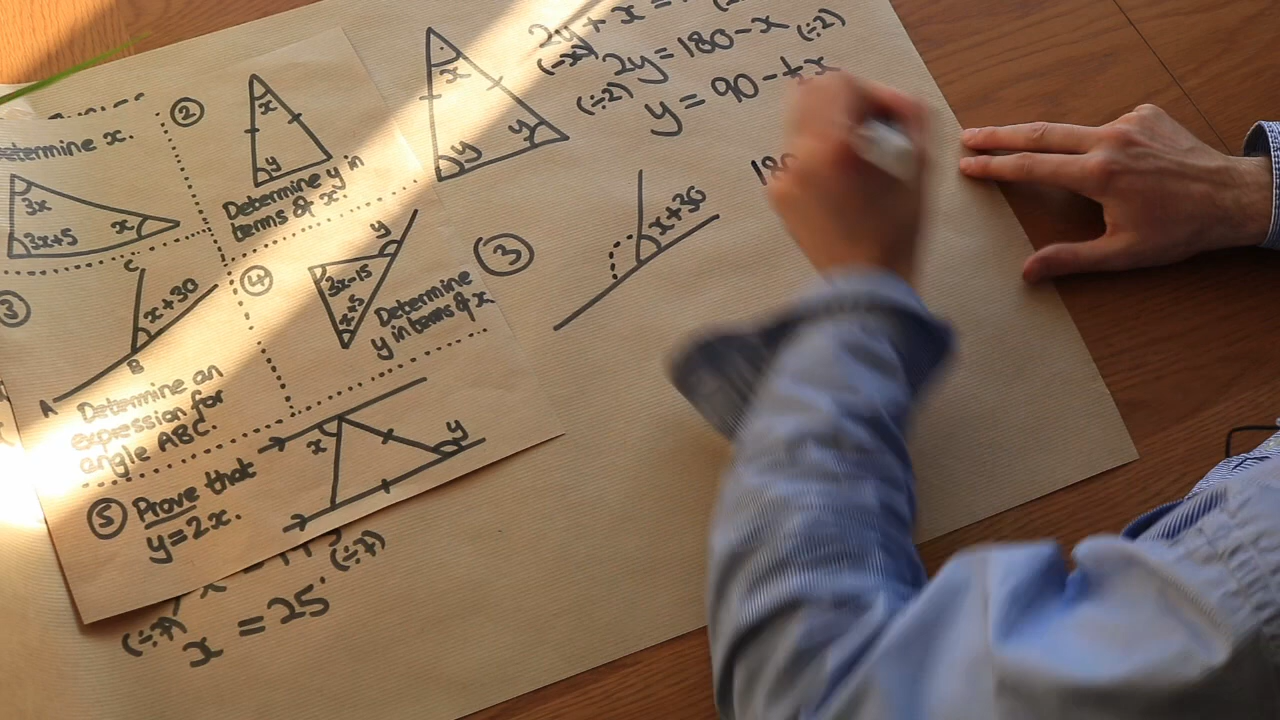 x.
3x
3x+5
x
②
x
y
Determine y in
terms of x
③
C
x+30
B
A
Determine an
expression for
angle ABC.
④
y
3x-15
x+5
Determine
y in terms of x
⑤ Prove that
y=2x.
x
y
(÷7)
(÷7)
x = 25
x
y
y
2y + x =
(-x) 2y = 180-x (÷2)
(÷2) y = 90 - ½x
③
x+30